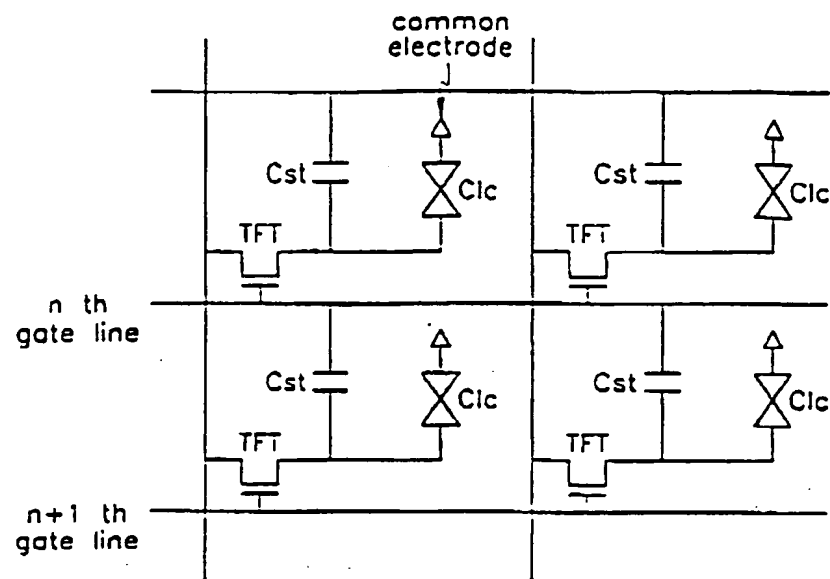 common
electrode
Cst
Clc
Cst
Clc
TFT
TFT
n th
gate line
Cst
Clc
Cst
Clc
TFT
TFT
n+1 th
gate line